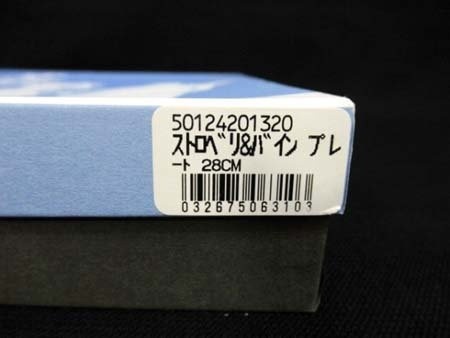 50124201320
ｽﾄﾛﾍﾞﾘ&ﾊﾞｲﾝ ﾌﾟﾚ
ｰﾄ 28CM
032675063103